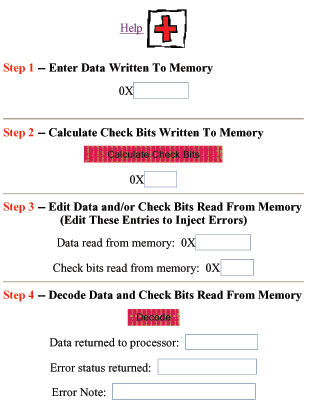 Help
Step 1 -- Enter Data Written To Memory
0X
Step 2 -- Calculate Check Bits Written To Memory
Calculate Check Bits
0X
Step 3 -- Edit Data and/or Check Bits Read From Memory
(Edit These Entries to Inject Errors)
Data read from memory: 0X
Check bits read from memory: 0X
Step 4 -- Decode Data and Check Bits Read From Memory
Decode
Data returned to processor:
Error status returned:
Error Note: